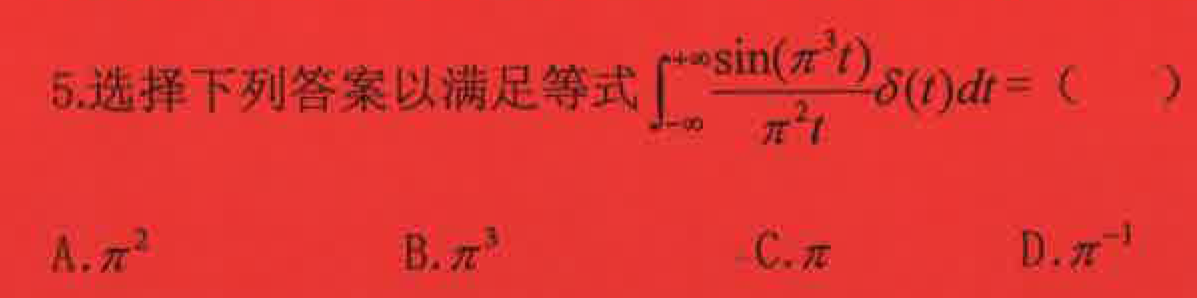 5.选择下列答案以满足等式∫₋∞⁺∞ sin(π³t)/π²t δ(t)dt=（ ）
A.π² B.π³ C.π D.π⁻¹